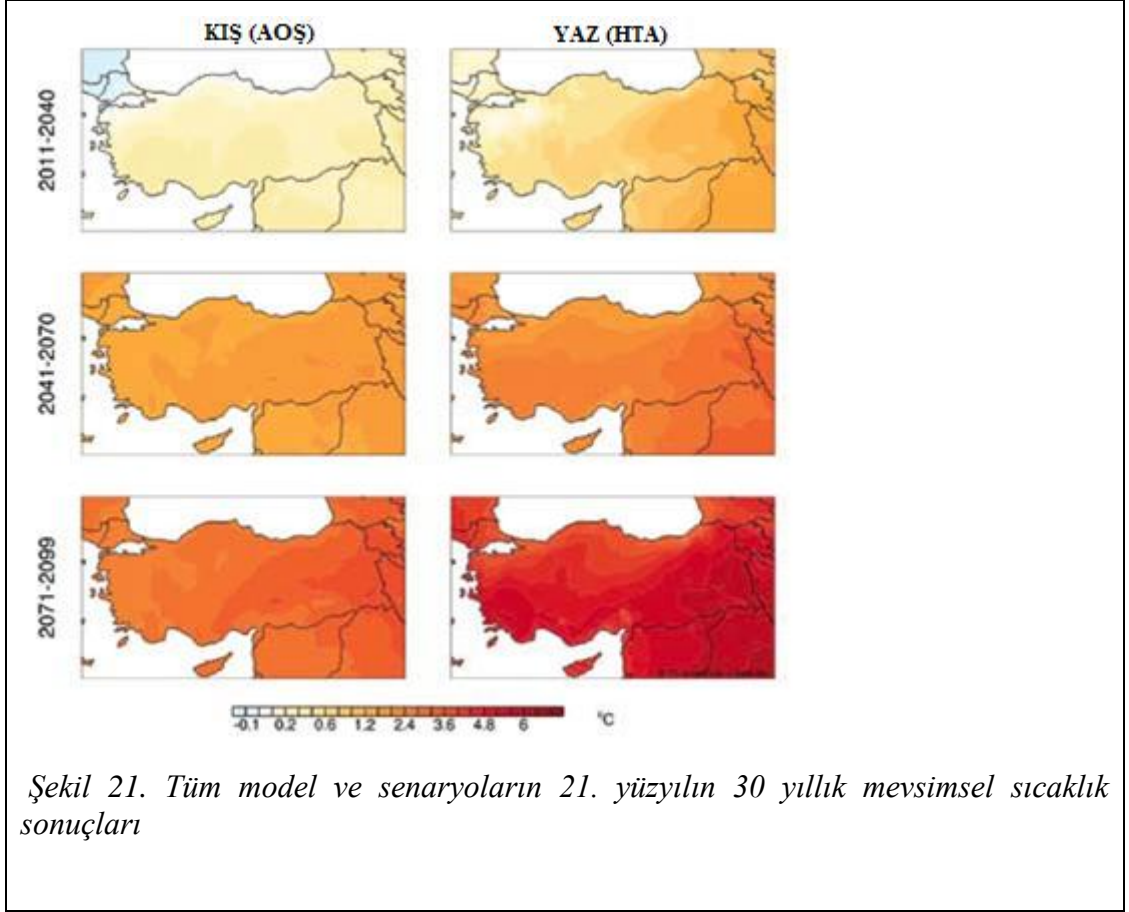 KIŞ (AOŞ)
YAZ (HTA)
2011-2040
2041-2070
2071-2099
-0.1 0.2 0.6 1.2 2.4 3.6 4.8 6 °C
Şekil 21. Tüm model ve senaryoların 21. yüzyılın 30 yıllık mevsimsel sıcaklık
sonuçları